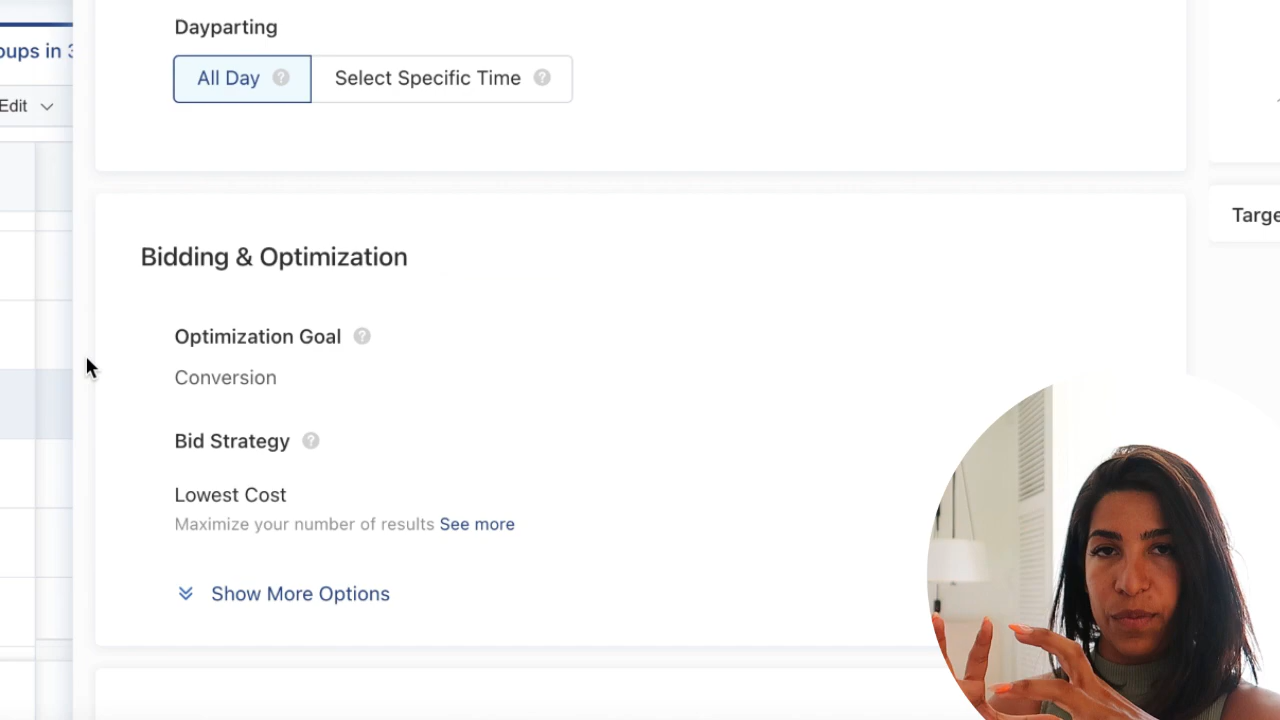 Dayparting
oups in 3
All Day ? Select Specific Time ?
Edit
Targe
Bidding & Optimization
Optimization Goal ?
Conversion
Bid Strategy ?
Lowest Cost
Maximize your number of results See more
Show More Options